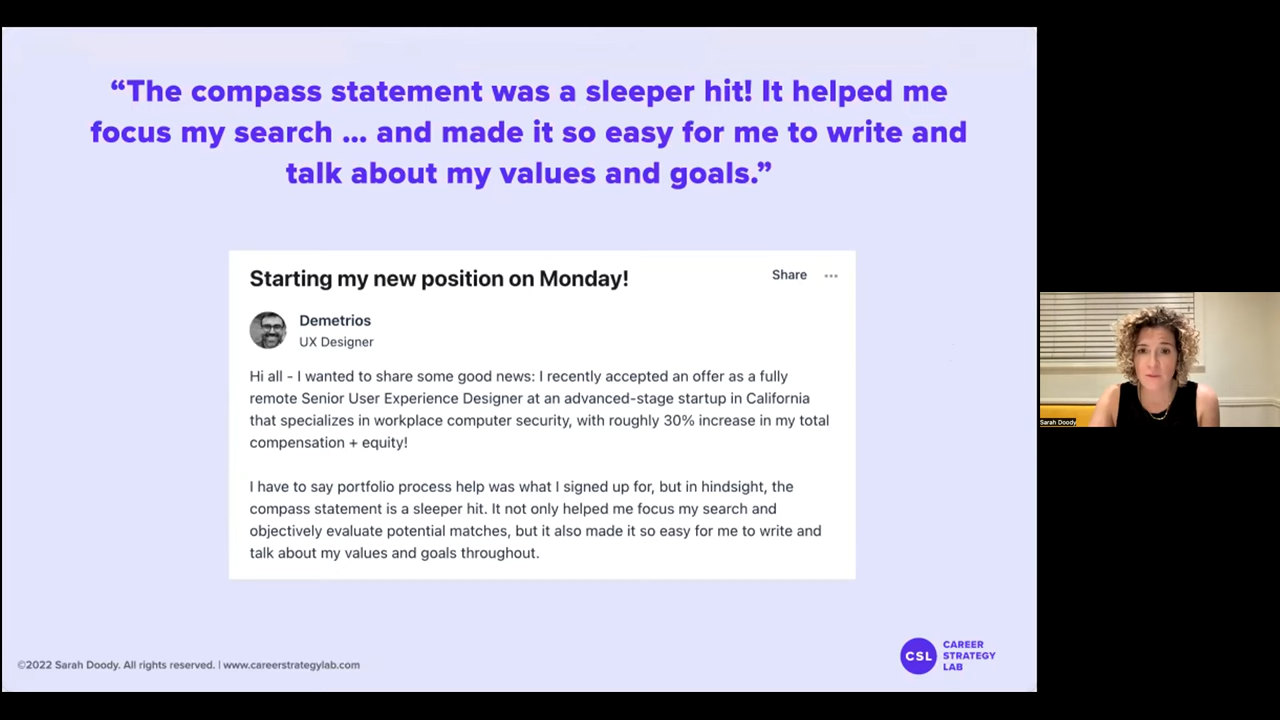 “The compass statement was a sleeper hit! It helped me
focus my search ... and made it so easy for me to write and
talk about my values and goals.”
Starting my new position on Monday!
Share
Demetrios
UX Designer
Hi all - I wanted to share some good news: I recently accepted an offer as a fully
remote Senior User Experience Designer at an advanced-stage startup in California
that specializes in workplace computer security, with roughly 30% increase in my total
compensation + equity!
I have to say portfolio process help was what I signed up for, but in hindsight, the
compass statement is a sleeper hit. It not only helped me focus my search and
objectively evaluate potential matches, but it also made it so easy for me to write and
talk about my values and goals throughout.
©2022 Sarah Doody. All rights reserved. | www.careerstrategylab.com
CSL
CAREER
STRATEGY
LAB
Sarah Doody